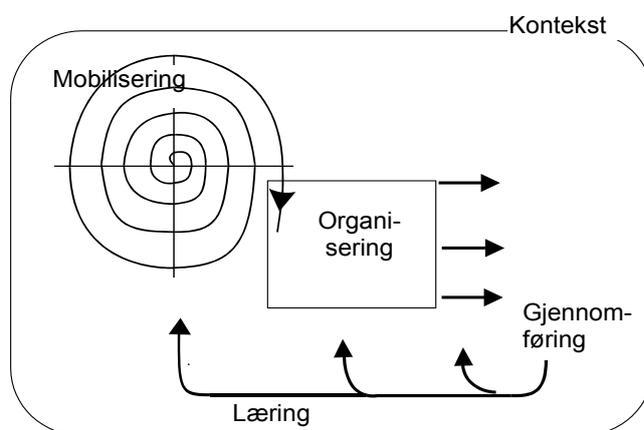 Kontekst
Mobilisering
Organi-
sering
Gjennom-
føring
Læring